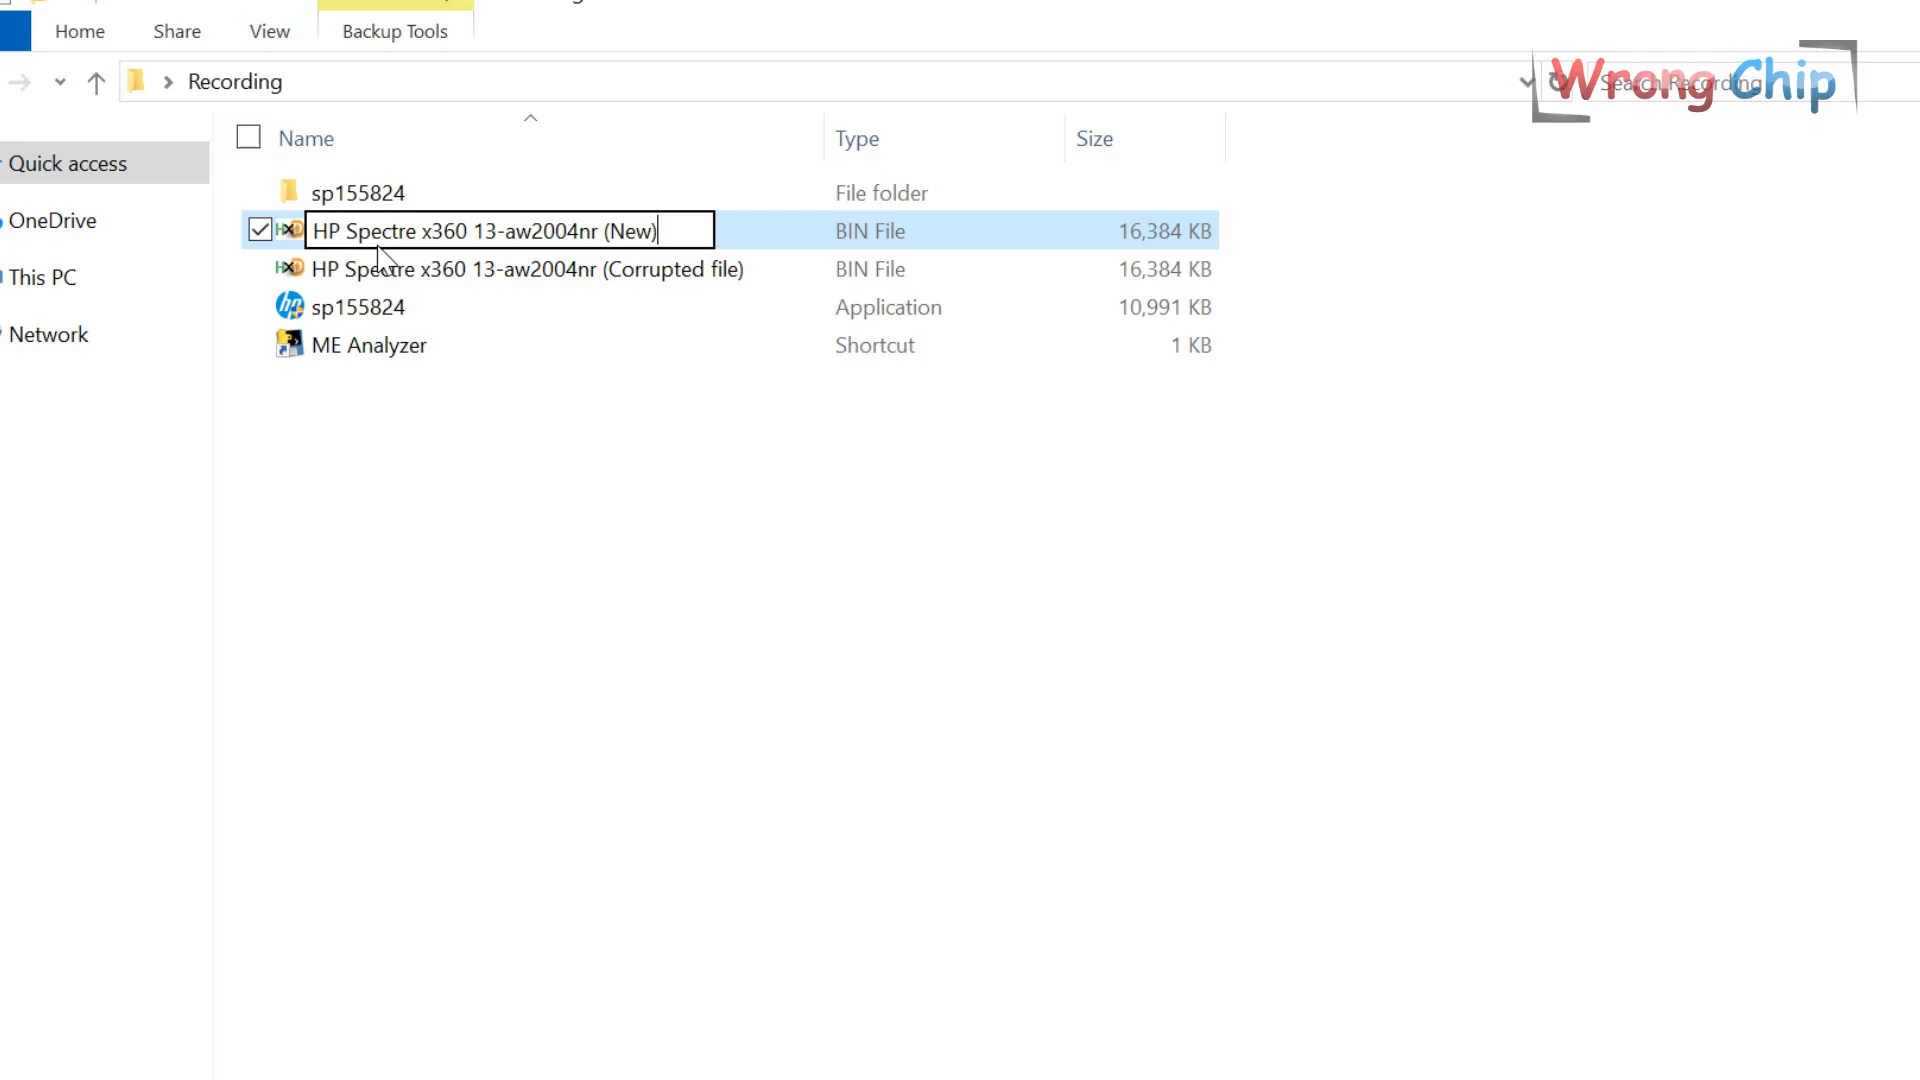 Home Share View Backup Tools
Recording
Search Recording
Wrong Chip
Name Type Size
Quick access
OneDrive
This PC
Network
sp155824 File folder
HP Spectre x360 13-aw2004nr (New) BIN File 16,384 KB
HP Spectre x360 13-aw2004nr (Corrupted file) BIN File 16,384 KB
sp155824 Application 10,991 KB
ME Analyzer Shortcut 1 KB